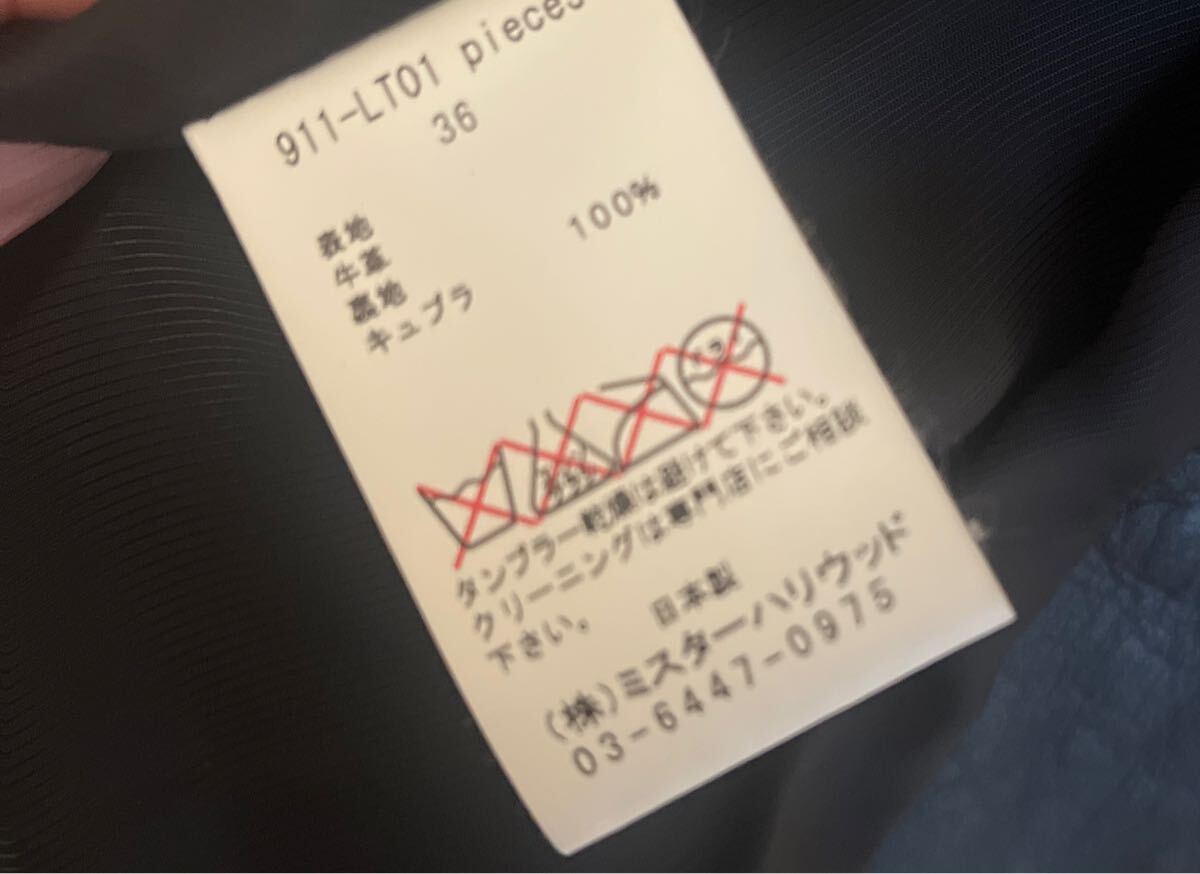 911-LT01 pieces
36
表地
牛革
100%
裏地
キュプラ
タンブラー乾燥は避けて下さい。
クリーニングは専門店にご相談
下さい。
日本製
(株)ミスターハリウッド
03-6447-0975